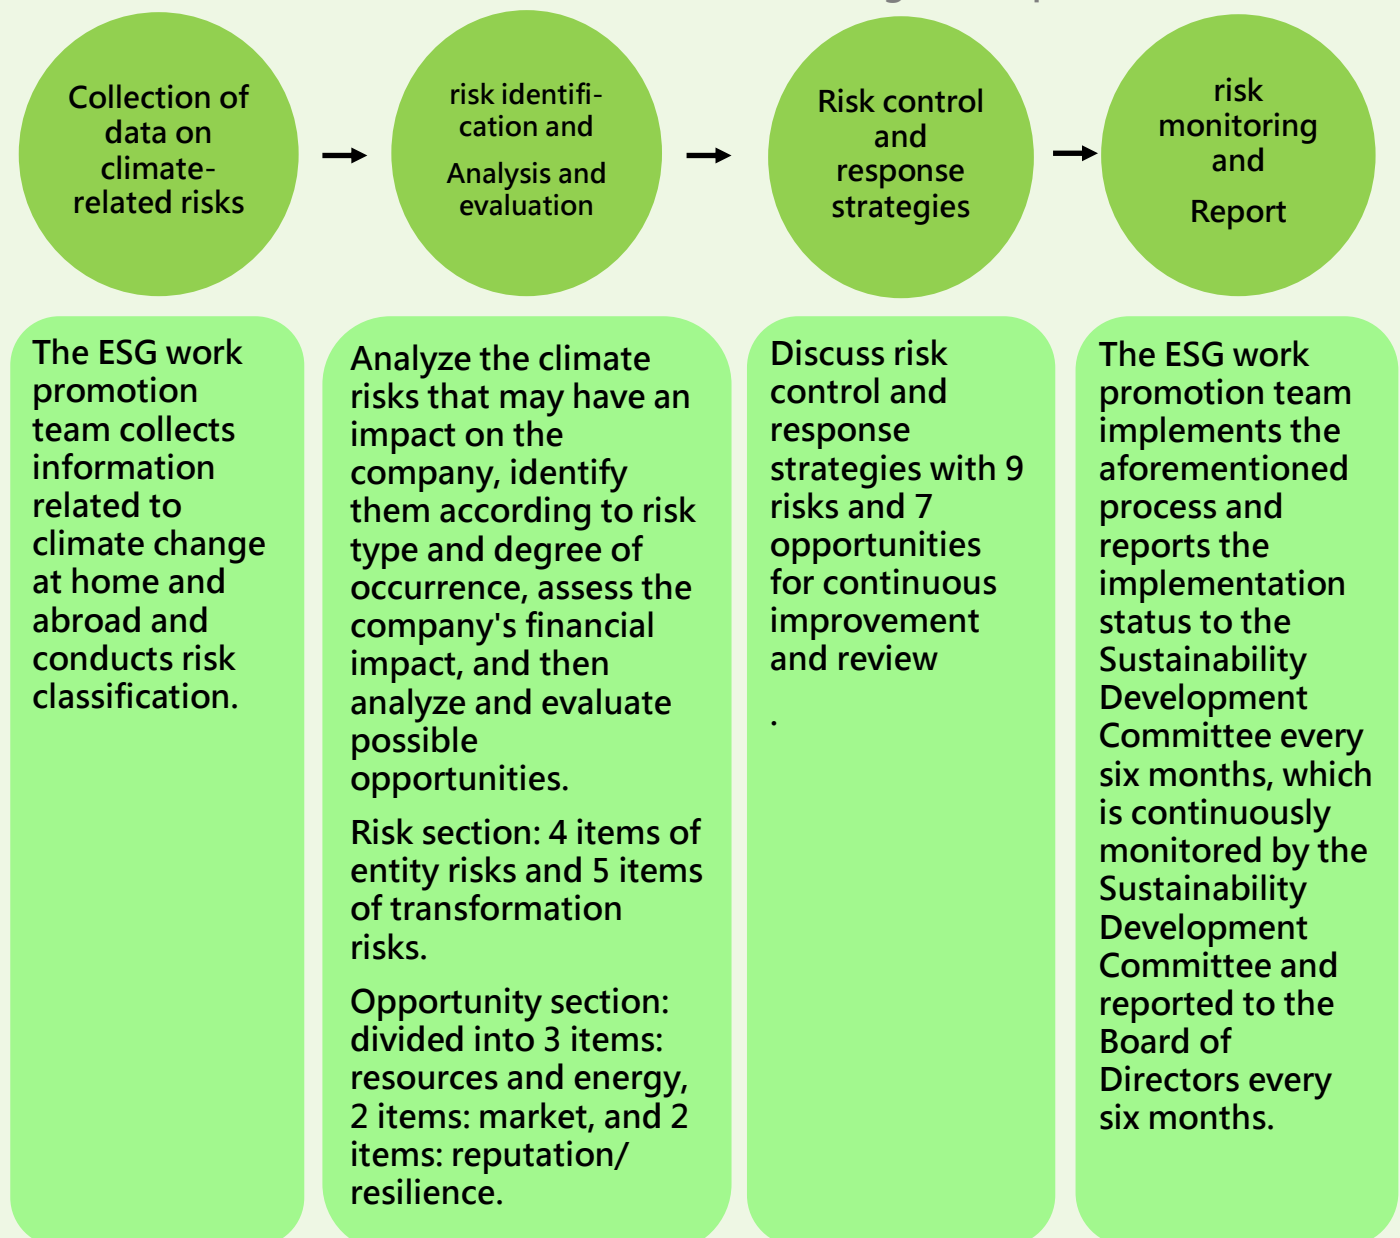 Collection of
data on
climate-
related risks
risk identifi-
cation and
Analysis and
evaluation
Risk control
and
response
strategies
risk
monitoring
and
Report
The ESG work
promotion
team collects
information
related to
climate change
at home and
abroad and
conducts risk
classification.
Analyze the climate
risks that may have an
impact on the
company, identify
them according to risk
type and degree of
occurrence, assess the
company's financial
impact, and then
analyze and evaluate
possible
opportunities.
Risk section: 4 items of
entity risks and 5 items
of transformation
risks.
Opportunity section:
divided into 3 items:
resources and energy,
2 items: market, and 2
items: reputation/
resilience.
Discuss risk
control and
response
strategies with 9
risks and 7
opportunities
for continuous
improvement
and review
.
The ESG work
promotion team
implements the
aforementioned
process and
reports the
implementation
status to the
Sustainability
Development
Committee every
six months, which
is continuously
monitored by the
Sustainability
Development
Committee and
reported to the
Board of
Directors every
six months.